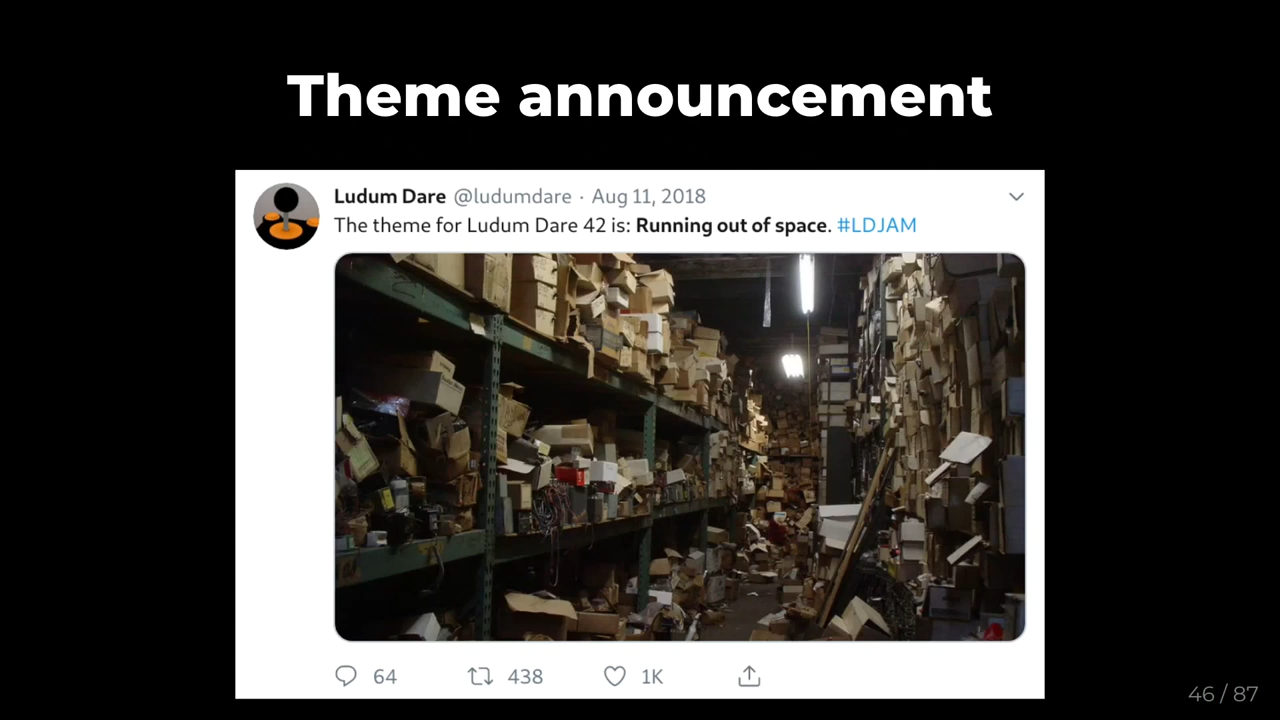 Theme announcement
Ludum Dare @ludumdare · Aug 11, 2018
The theme for Ludum Dare 42 is: Running out of space. #LDJAM
64 438 1K
46 / 87